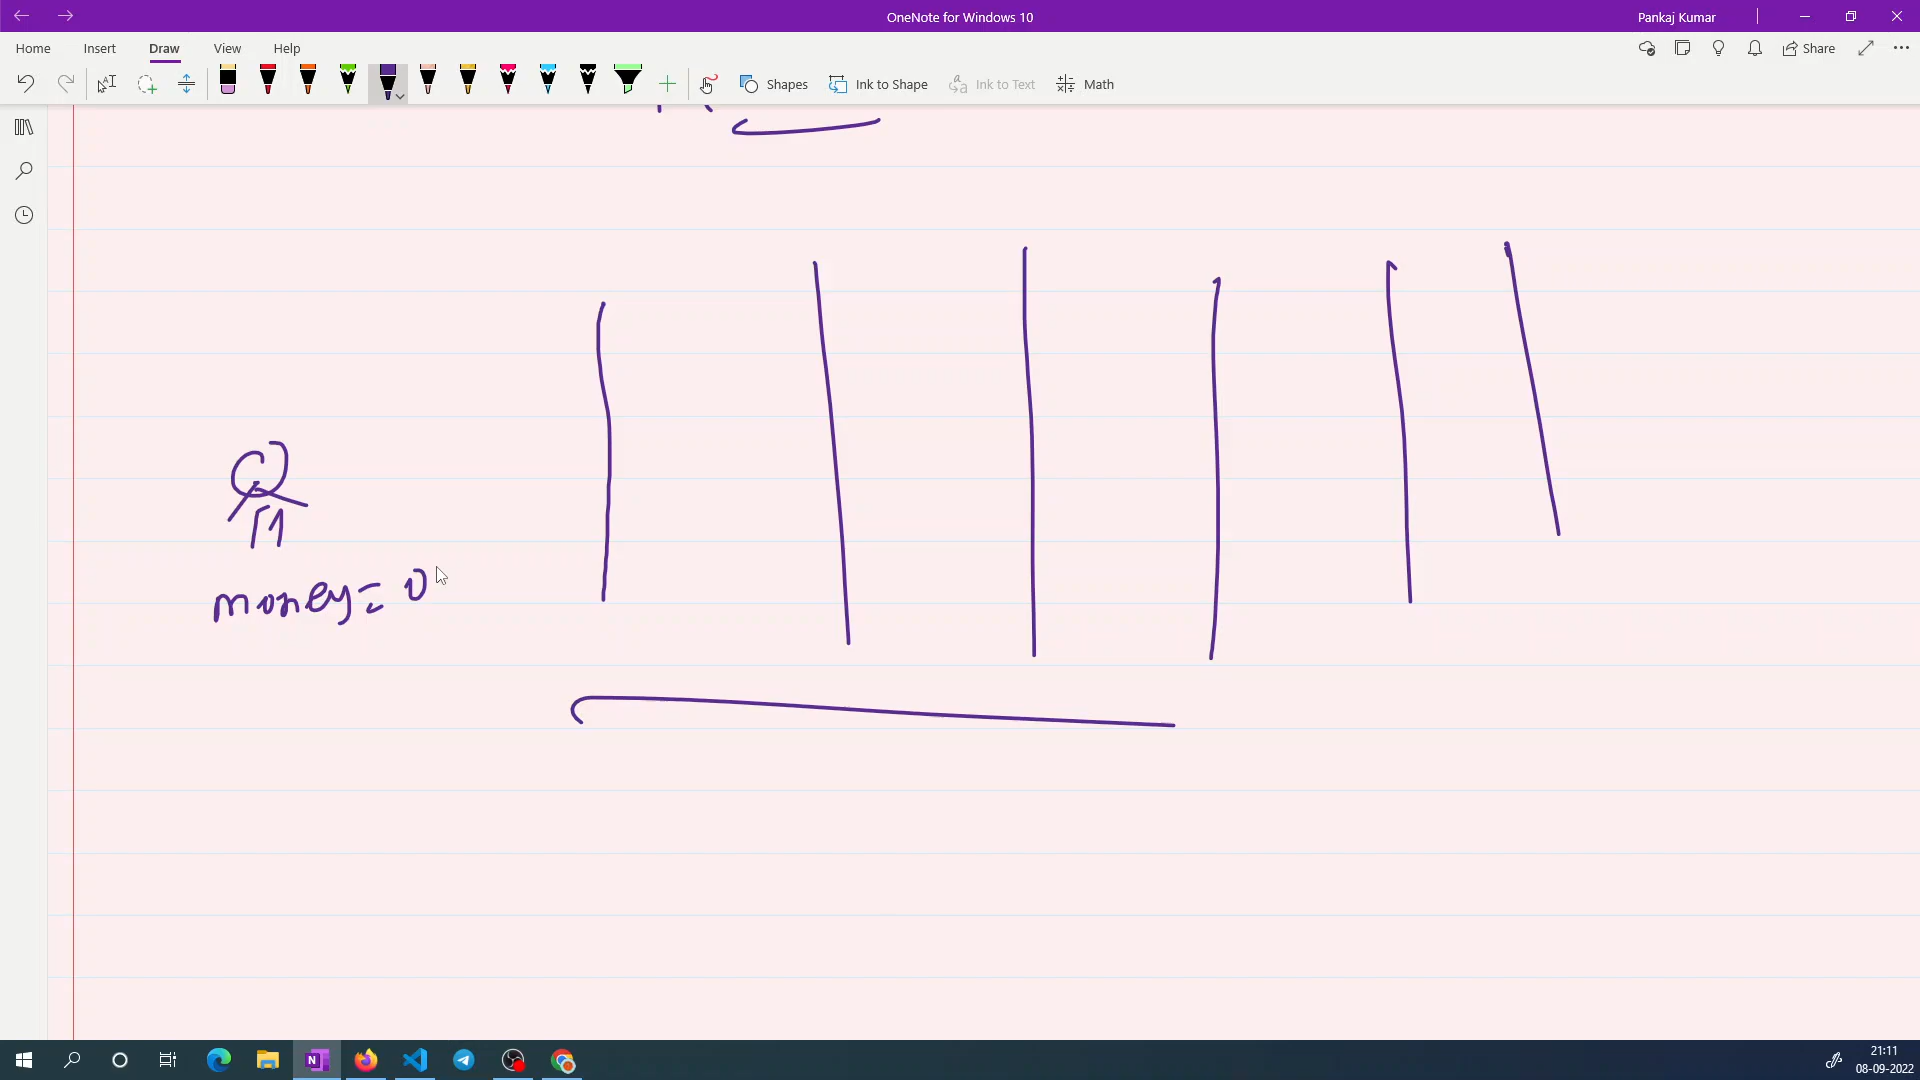 OneNote for Windows 10
Pankaj Kumar
Home Insert Draw View Help
Share
Shapes Ink to Shape Ink to Text Math
money = 0
21:11
08-09-2022